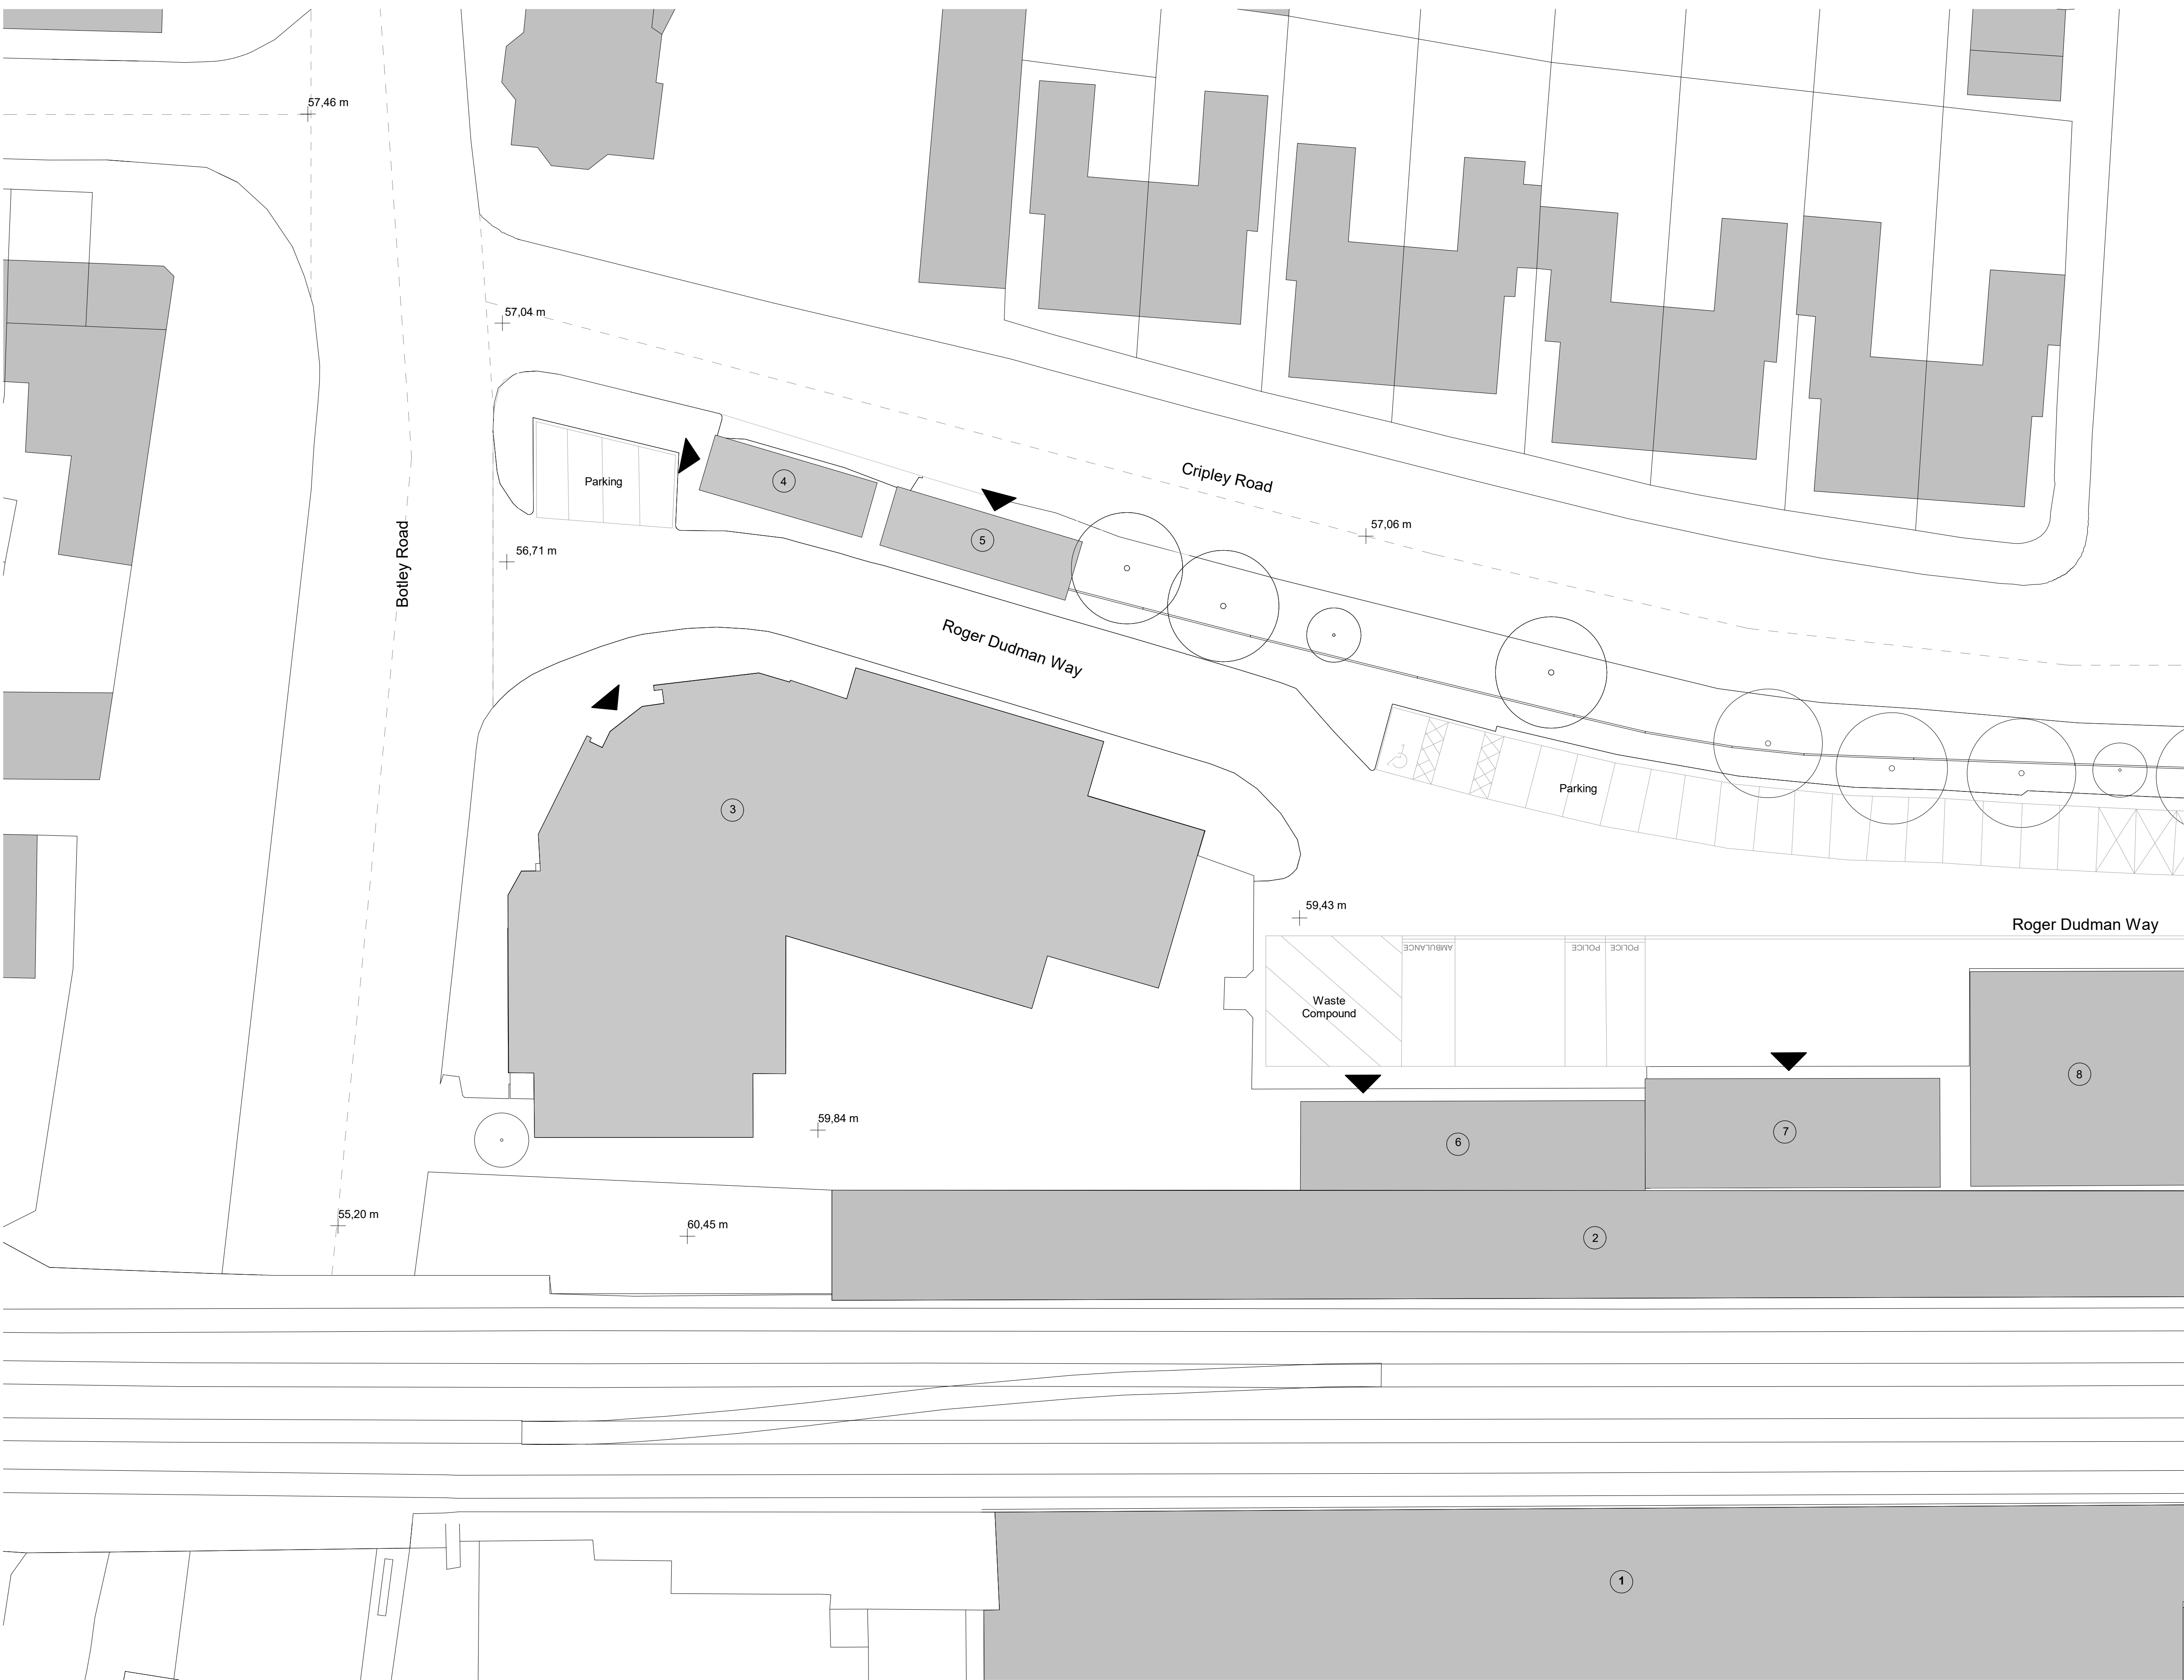 57,46 m
57,04 m
Cripley Road
Parking
4
57,06 m
5
56,71 m
Botley Road
Roger Dudman Way
Parking
3
59,43 m
Roger Dudman Way
AMBULANCE
POLICE
POLICE
Waste
Compound
8
59,84 m
6
7
55,20 m
60,45 m
2
1